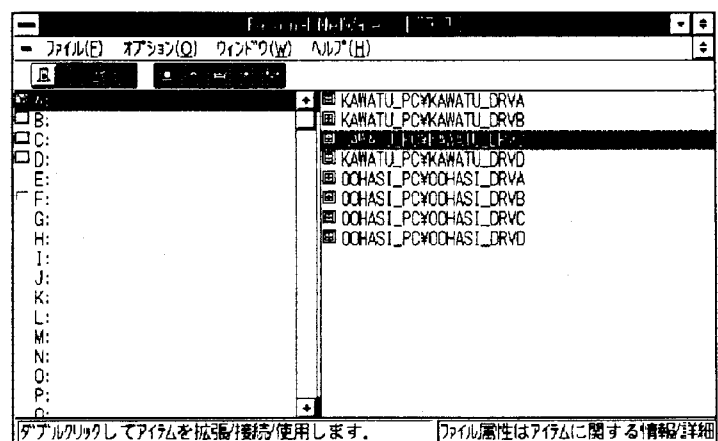 Personal NetWare
ファイル(F) オプション(O) ウィンドウ(W) ヘルプ(H)
A:
B:
C:
D:
E:
F:
G:
H:
I:
J:
K:
L:
M:
N:
O:
P:
Q:
KAWATU_PC¥KAWATU_DRVA
KAWATU_PC¥KAWATU_DRVB
KAWATU_PC¥KAWATU_DRVD
OOHASI_PC¥OOHASI_DRVA
OOHASI_PC¥OOHASI_DRVB
OOHASI_PC¥OOHASI_DRVC
OOHASI_PC¥OOHASI_DRVD
ダブルクリックしてアイテムを拡張/接続/使用します.
ファイル属性はアイテムに関する情報/詳細